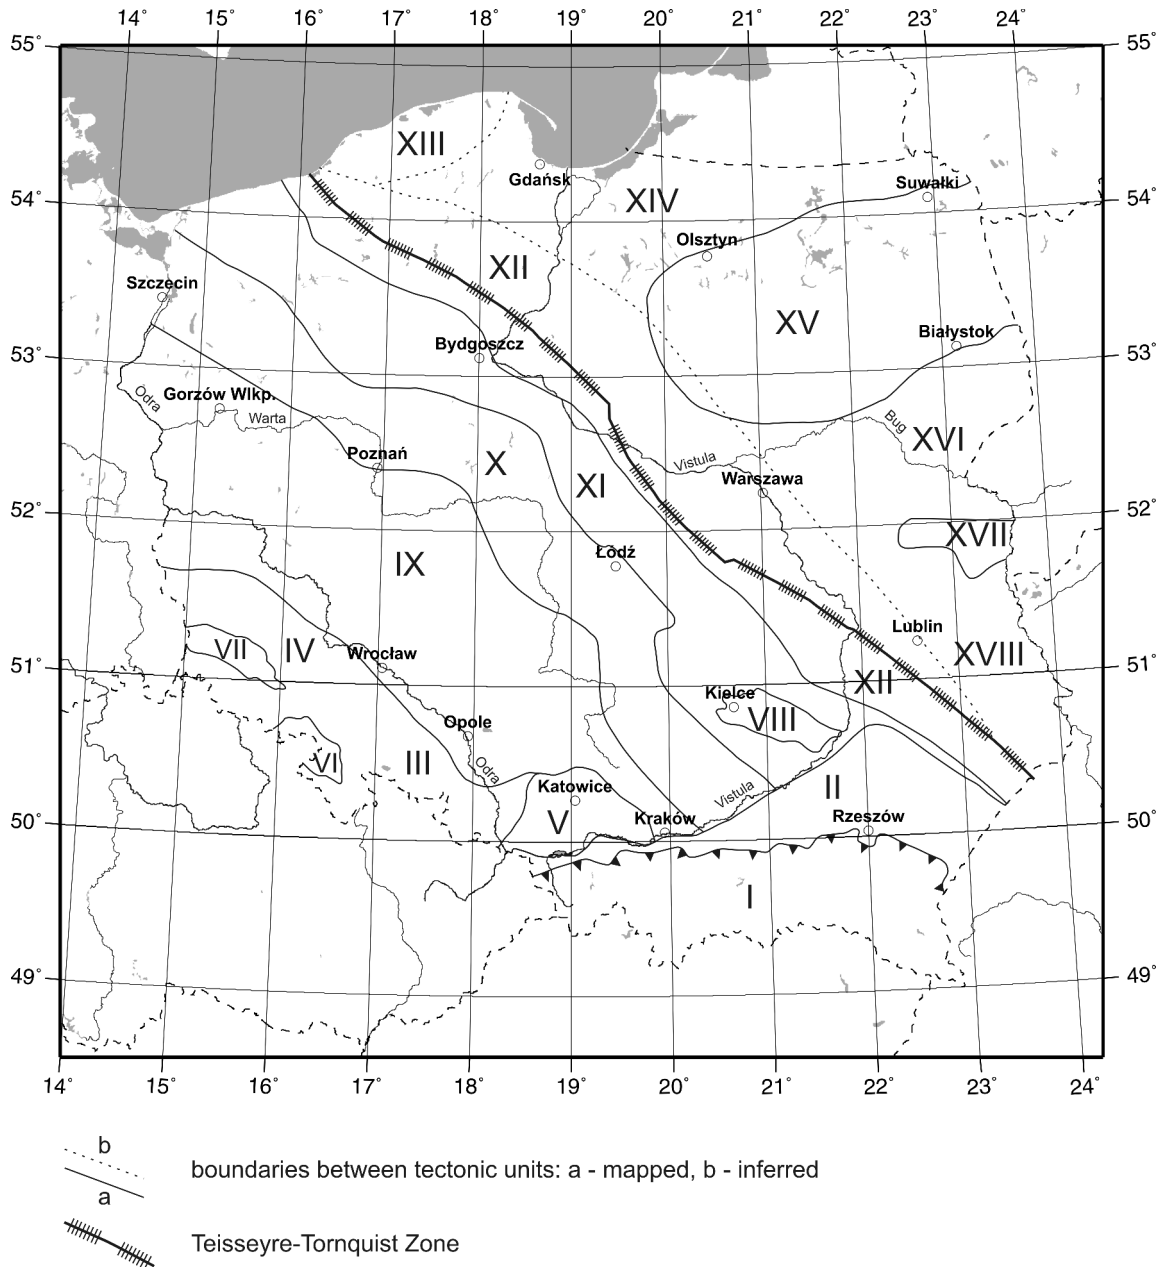 14° 15° 16° 17° 18° 19° 20° 21° 22° 23° 24°
55° 55°
XIII
Gdańsk
Suwałki
54° XIV 54°
Olsztyn
XII
Szczecin
XV
Białystok
Bydgoszcz
53° 53°
Odra Gorzów Wlkp.
Warta
Bug
XVI
Poznań X Vistula
XI Warszawa
52° 52°
XVII
Łòdź
IX
Lublin
VII IV Wrocław XVIII
51° 51°
XII
Kielce
VIII
Opole
VI III Odra
Katowice Vistula II
V Kraków Rzeszów
50° 50°
I
49° 49°
14° 15° 16° 17° 18° 19° 20° 21° 22° 23° 24°
b
boundaries between tectonic units: a - mapped, b - inferred
a
Teisseyre-Tornquist Zone